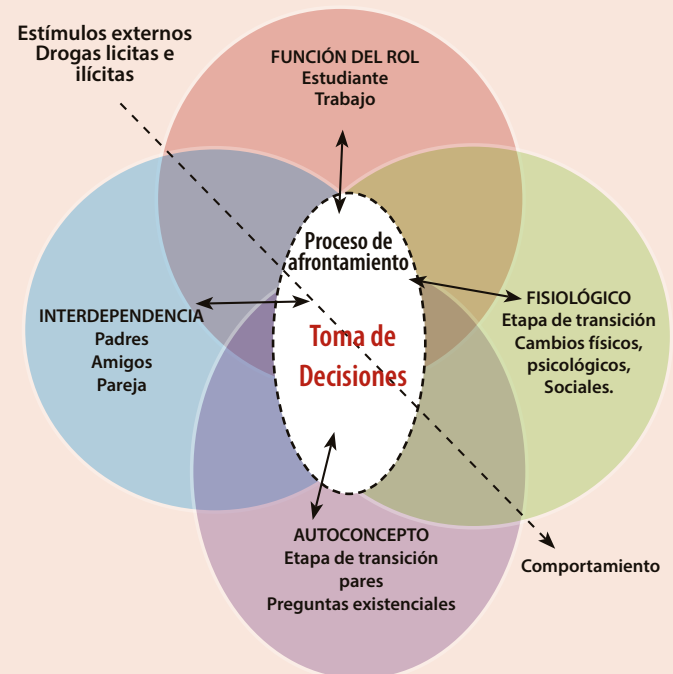 Estímulos externos
Drogas licitas e
ilícitas
FUNCIÓN DEL ROL
Estudiante
Trabajo
Proceso de
afrontamiento
INTERDEPENDENCIA
Padres
Amigos
Pareja
Toma de
Decisiones
FISIOLÓGICO
Etapa de transición
Cambios físicos,
psicológicos,
Sociales.
AUTOCONCEPTO
Etapa de transición
pares
Preguntas existenciales
Comportamiento